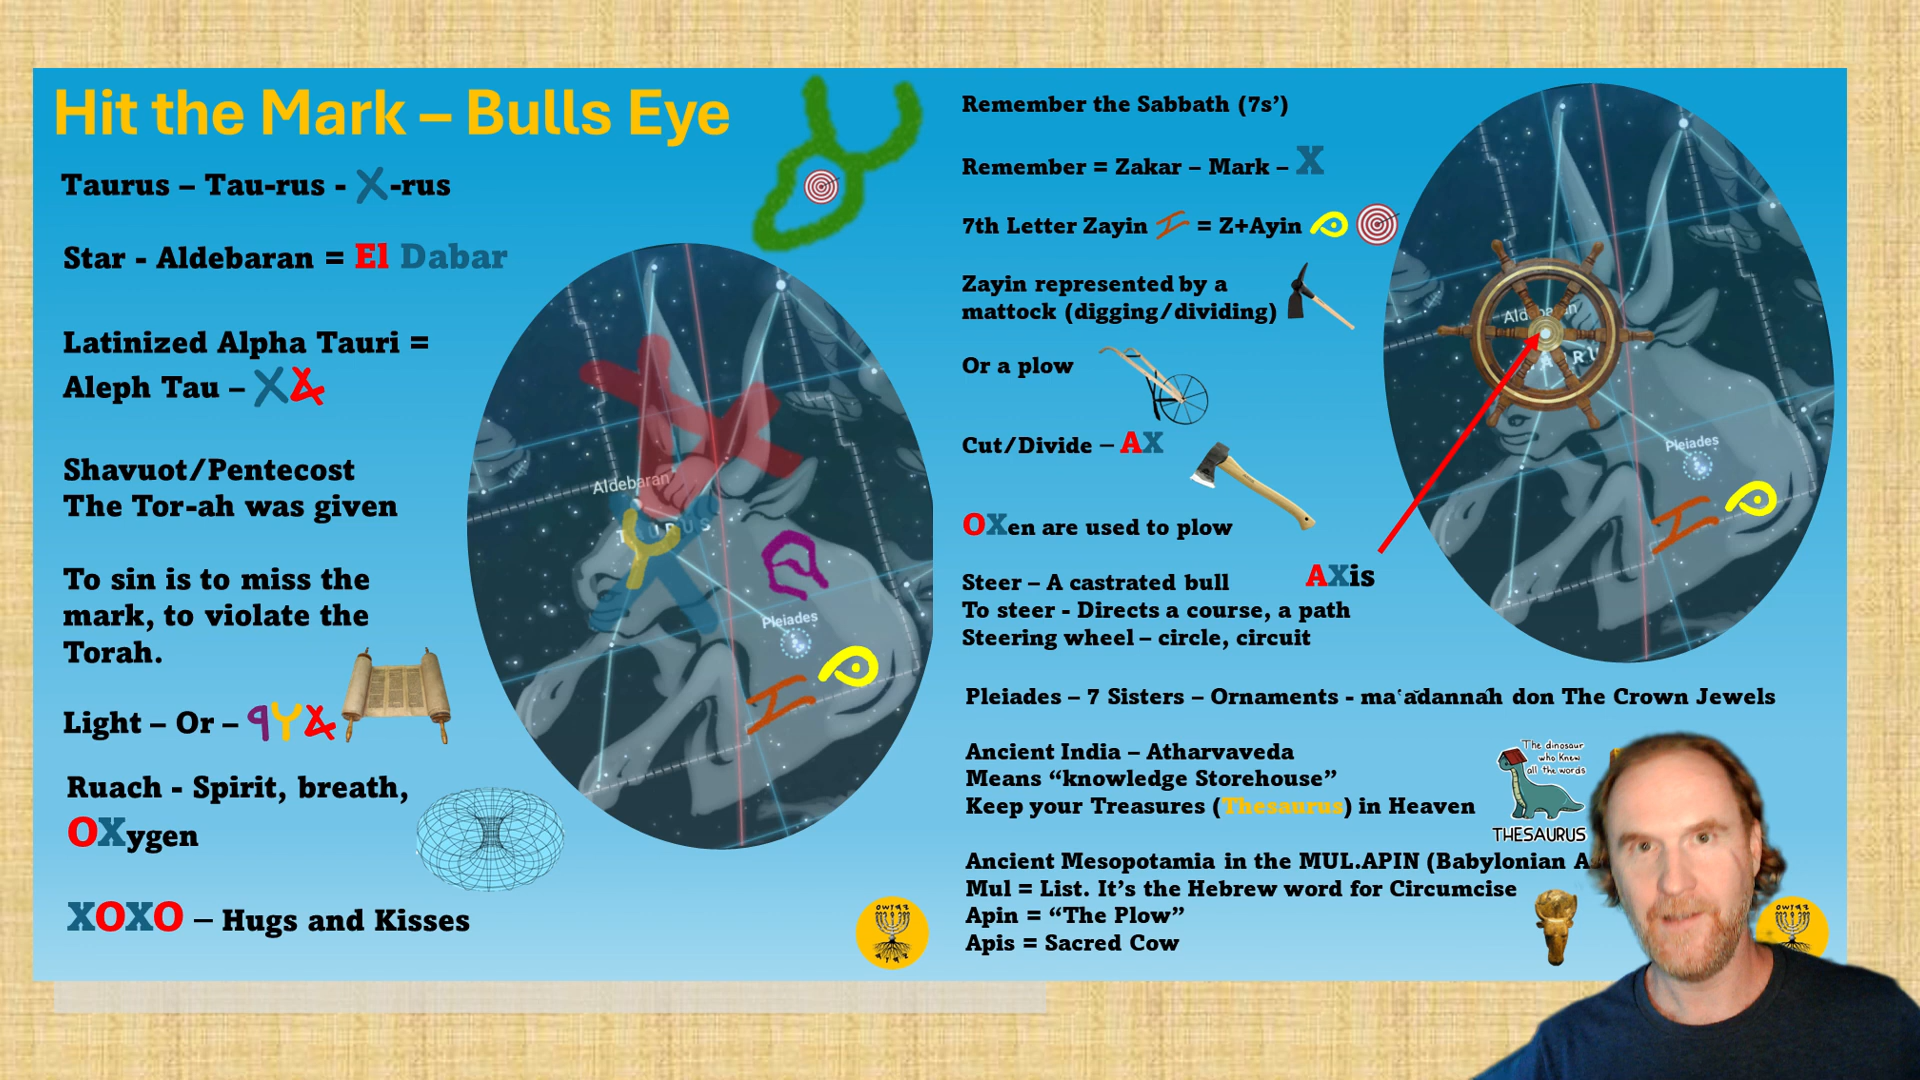 Hit the Mark – Bulls Eye
Taurus – Tau-rus - X-rus
Star - Aldebaran = El Dabar
Latinized Alpha Tauri =
Aleph Tau – 𐤗𐤀
Shavuot/Pentecost
The Tor-ah was given
To sin is to miss the
mark, to violate the
Torah.
Light – Or – 𐤓𐤅𐤀
Ruach - Spirit, breath,
OXygen
XOXO – Hugs and Kisses
Aldebaran
TAURUS
Pleiades
Remember the Sabbath (7s’)
Remember = Zakar – Mark – X
7th Letter Zayin = Z+Ayin
Zayin represented by a
mattock (digging/dividing)
Or a plow
Cut/Divide – AX
OXen are used to plow
Steer – A castrated bull
To steer - Directs a course, a path
Steering wheel – circle, circuit
AXis
Pleiades
Pleiades – 7 Sisters – Ornaments - maʿădannah don The Crown Jewels
Ancient India – Atharvaveda
Means “knowledge Storehouse”
Keep your Treasures (Thesaurus) in Heaven
The dinosaur
who knew
all the words
THESAURUS
Ancient Mesopotamia in the MUL.APIN (Babylonian
Mul = List. It’s the Hebrew word for Circumcise
Apin = “The Plow”
Apis = Sacred Cow